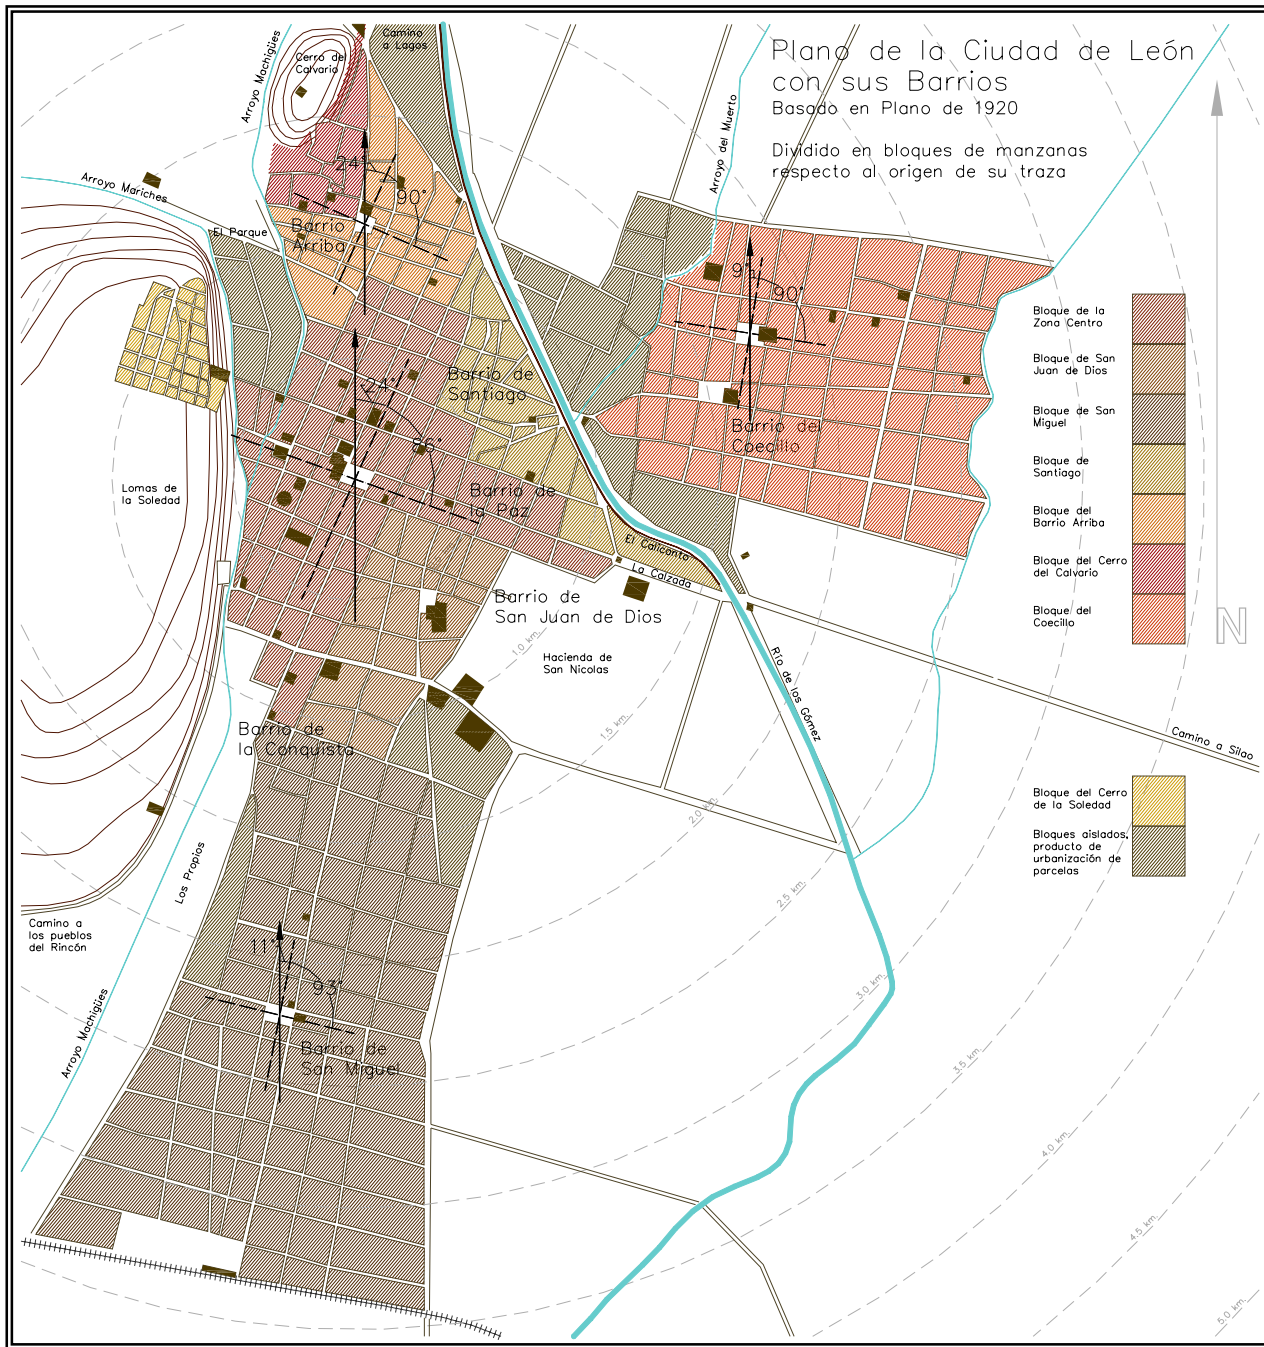 Plano de la Ciudad de León
con sus Barrios
Basado en Plano de 1920
Dividido en bloques de manzanas
respecto al origen de su traza
Camino
a Lagos
Cerro del
Calvario
Arroyo Machigües
Arroyo Mariches
El Parque
Arroyo del Muerto
24°
90°
Barrio
Arriba
9°
90°
Barrio del
Coecillo
Barrio de
Santiago
24°
86°
Barrio de
la Paz
Lomas de
la Soledad
El Caliconto
La Calzada
Barrio de
San Juan de Dios
Hacienda de
San Nicolas
Río de los Gómez
Camino a Silao
Barrio de
la Conquista
Los Propios
Camino a
los pueblos
del Rincón
Arroyo Machigües
11°
93°
Barrio de
San Miguel
1.0 km.
1.5 km.
2.0 km.
2.5 km.
3.0 km.
3.5 km.
4.0 km.
4.5 km.
5.0 km.
N
Bloque de la
Zona Centro
Bloque de San
Juan de Dios
Bloque de San
Miguel
Bloque de
Santiago
Bloque del
Barrio Arriba
Bloque del Cerro
del Calvario
Bloque del
Coecillo
Bloque del Cerro
de la Soledad
Bloques aislados,
producto de
urbanización de
parcelas